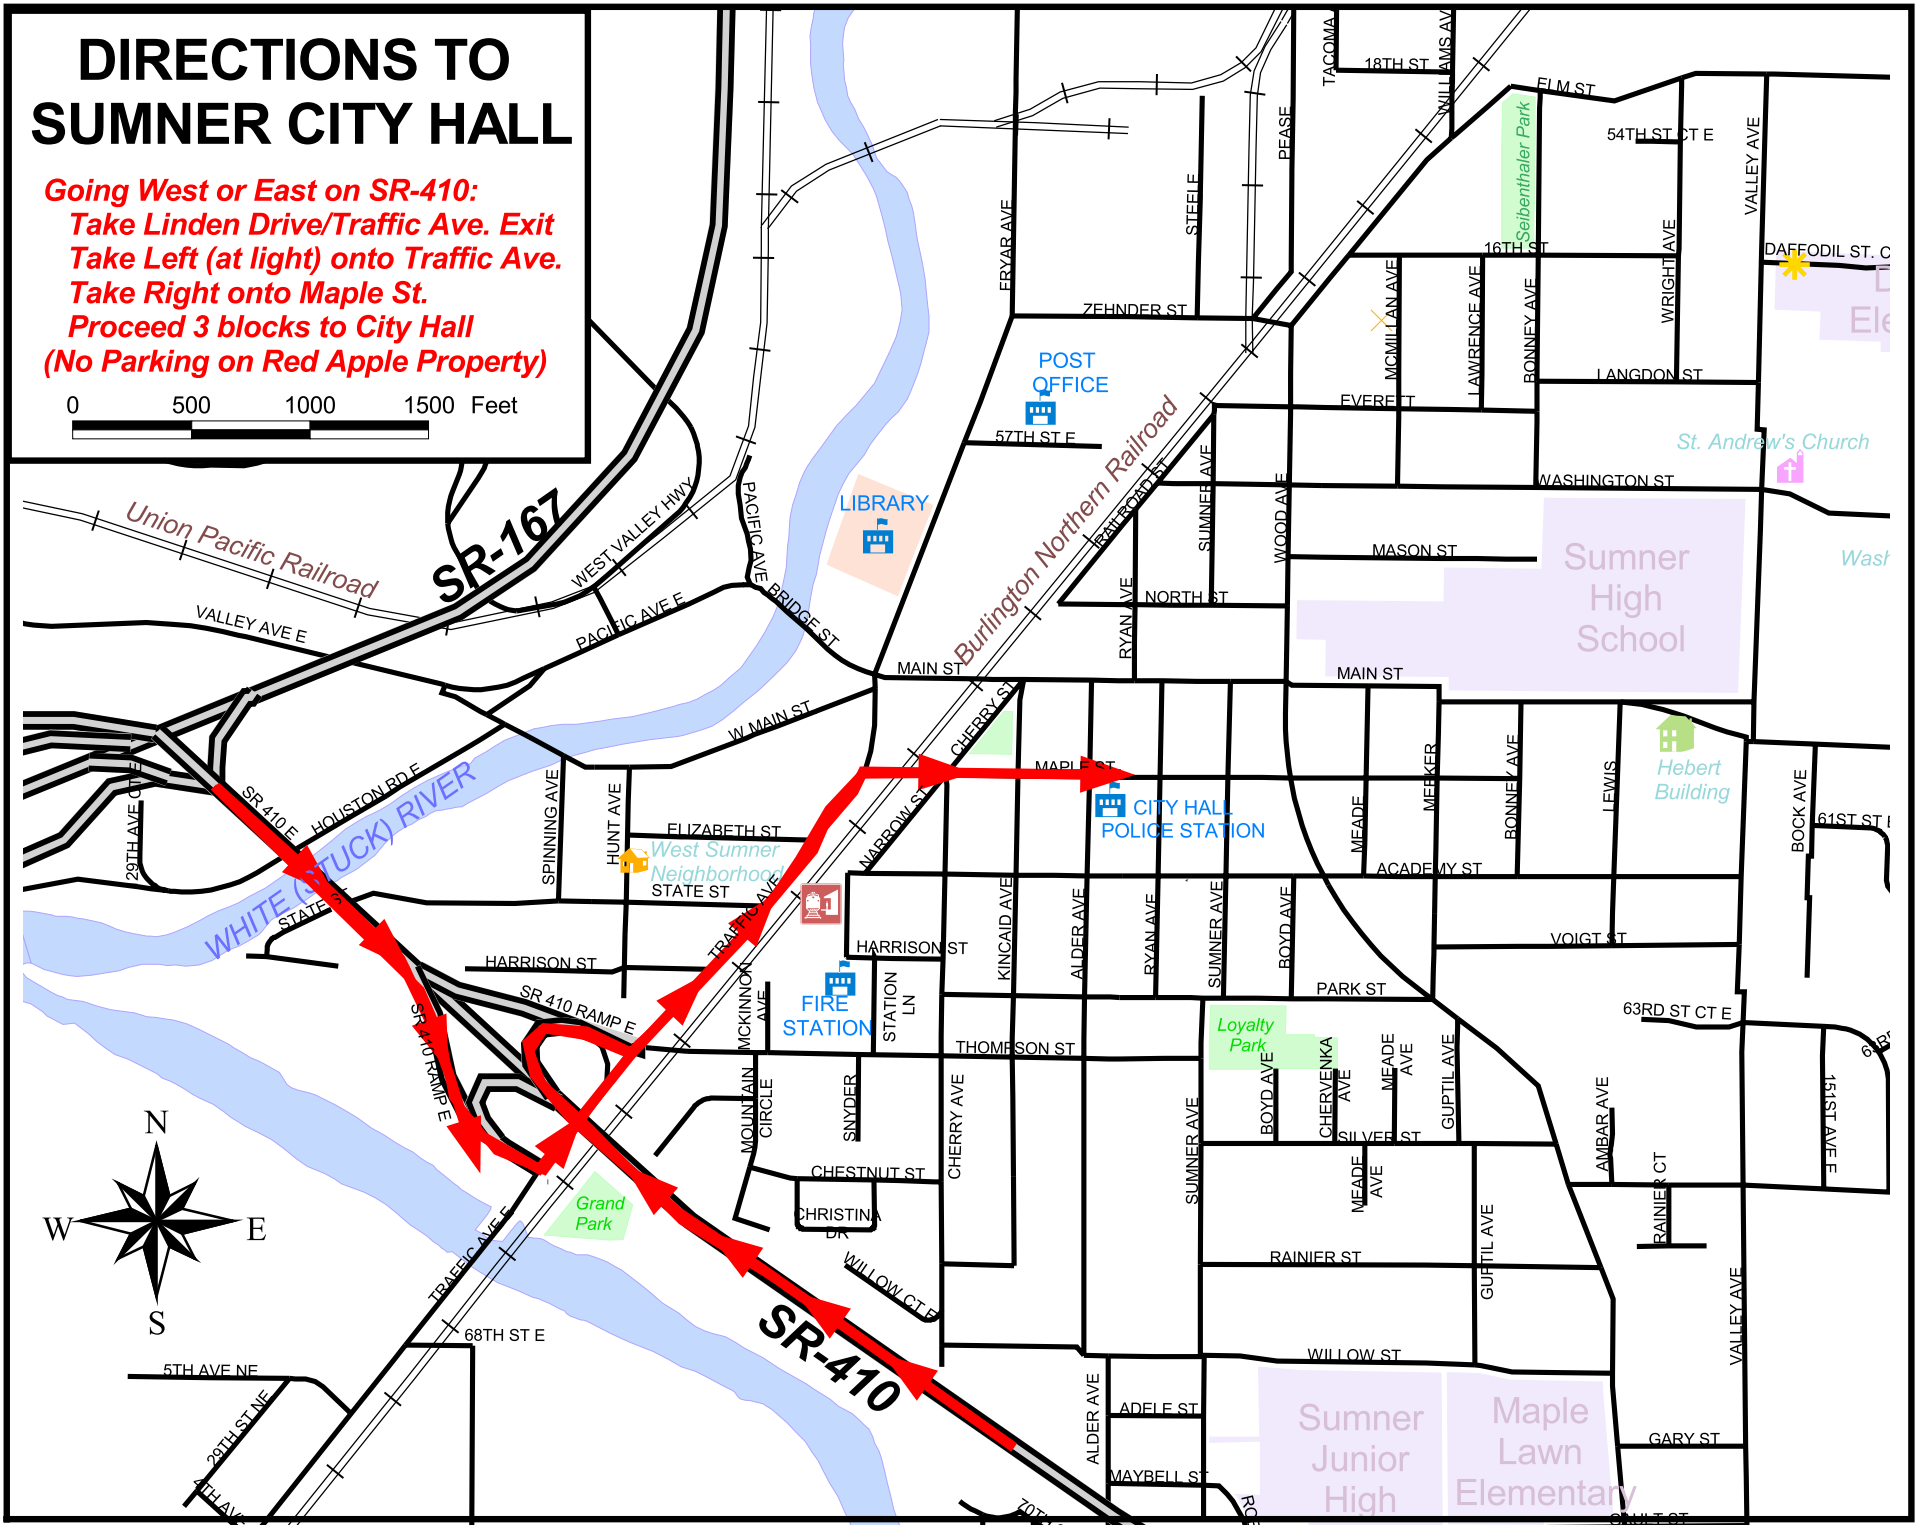 DIRECTIONS TO
SUMNER CITY HALL
Going West or East on SR-410:
Take Linden Drive/Traffic Ave. Exit
Take Left (at light) onto Traffic Ave.
Take Right onto Maple St.
Proceed 3 blocks to City Hall
(No Parking on Red Apple Property)
0 500 1000 1500 Feet
TACOMA
18TH ST
WILLIAMS AV
ELM ST
Seibenthaler Park
54TH ST CT E
VALLEY AVE
PEASE
STEELE
FRYAR AVE
16TH ST
WRIGHT AVE
DAFFODIL ST. C
D
Ele
ZEHNDER ST
MCMILLAN AVE
LAWRENCE AVE
BONNEY AVE
LANGDON ST
POST
OFFICE
EVERETT
57TH ST E
Burlington Northern Railroad
RAILROAD ST
SUMNER AVE
WOOD AVE
St. Andrew's Church
WASHINGTON ST
LIBRARY
PACIFIC AVE
WEST VALLEY HWY
SR-167
Union Pacific Railroad
MASON ST
Sumner
High
School
Wash
NORTH ST
RYAN AVE
VALLEY AVE E
PACIFIC AVE E
BRIDGE ST
MAIN ST
MAIN ST
W MAIN ST
CHERRY ST
MAPLE ST
CITY HALL
POLICE STATION
NARROW ST
29TH AVE CT E
SR 410 E
HOUSTON RD E
WHITE (STUCK) RIVER
SPINNING AVE
HUNT AVE
ELIZABETH ST
West Sumner
Neighborhood
STATE ST
STATE ST
TRAFFIC AVE
MEADE
MEEKER
BONNEY AVE
LEWIS
Hebert
Building
BOCK AVE
61ST ST E
ACADEMY ST
HARRISON ST
HARRISON ST
KINCAID AVE
ALDER AVE
RYAN AVE
SUMNER AVE
BOYD AVE
VOIGT ST
SR 410 RAMP E
SR 410 RAMP E
MCKINNON
AVE
FIRE
STATION
STATION
LN
PARK ST
63RD ST CT E
63RD
Loyalty
Park
THOMPSON ST
MOUNTAIN
CIRCLE
SNYDER
CHERRY AVE
SUMNER AVE
BOYD AVE
CHERVENKA
AVE
MEADE
AVE
GUPTIL AVE
SILVER ST
AMBAR AVE
151ST AVE E
N
W
E
S
Grand
Park
CHESTNUT ST
CHRISTINA
DR
MEADE
AVE
RAINIER CT
TRAFFIC AVE E
WILLOW CT E
RAINIER ST
GUPTIL AVE
VALLEY AVE
SR-410
68TH ST E
5TH AVE NE
29TH ST NE
4TH AVE
WILLOW ST
ALDER AVE
ADELE ST
MAYBELL ST
Sumner
Junior
High
Maple
Lawn
Elementary
GARY ST
70TH